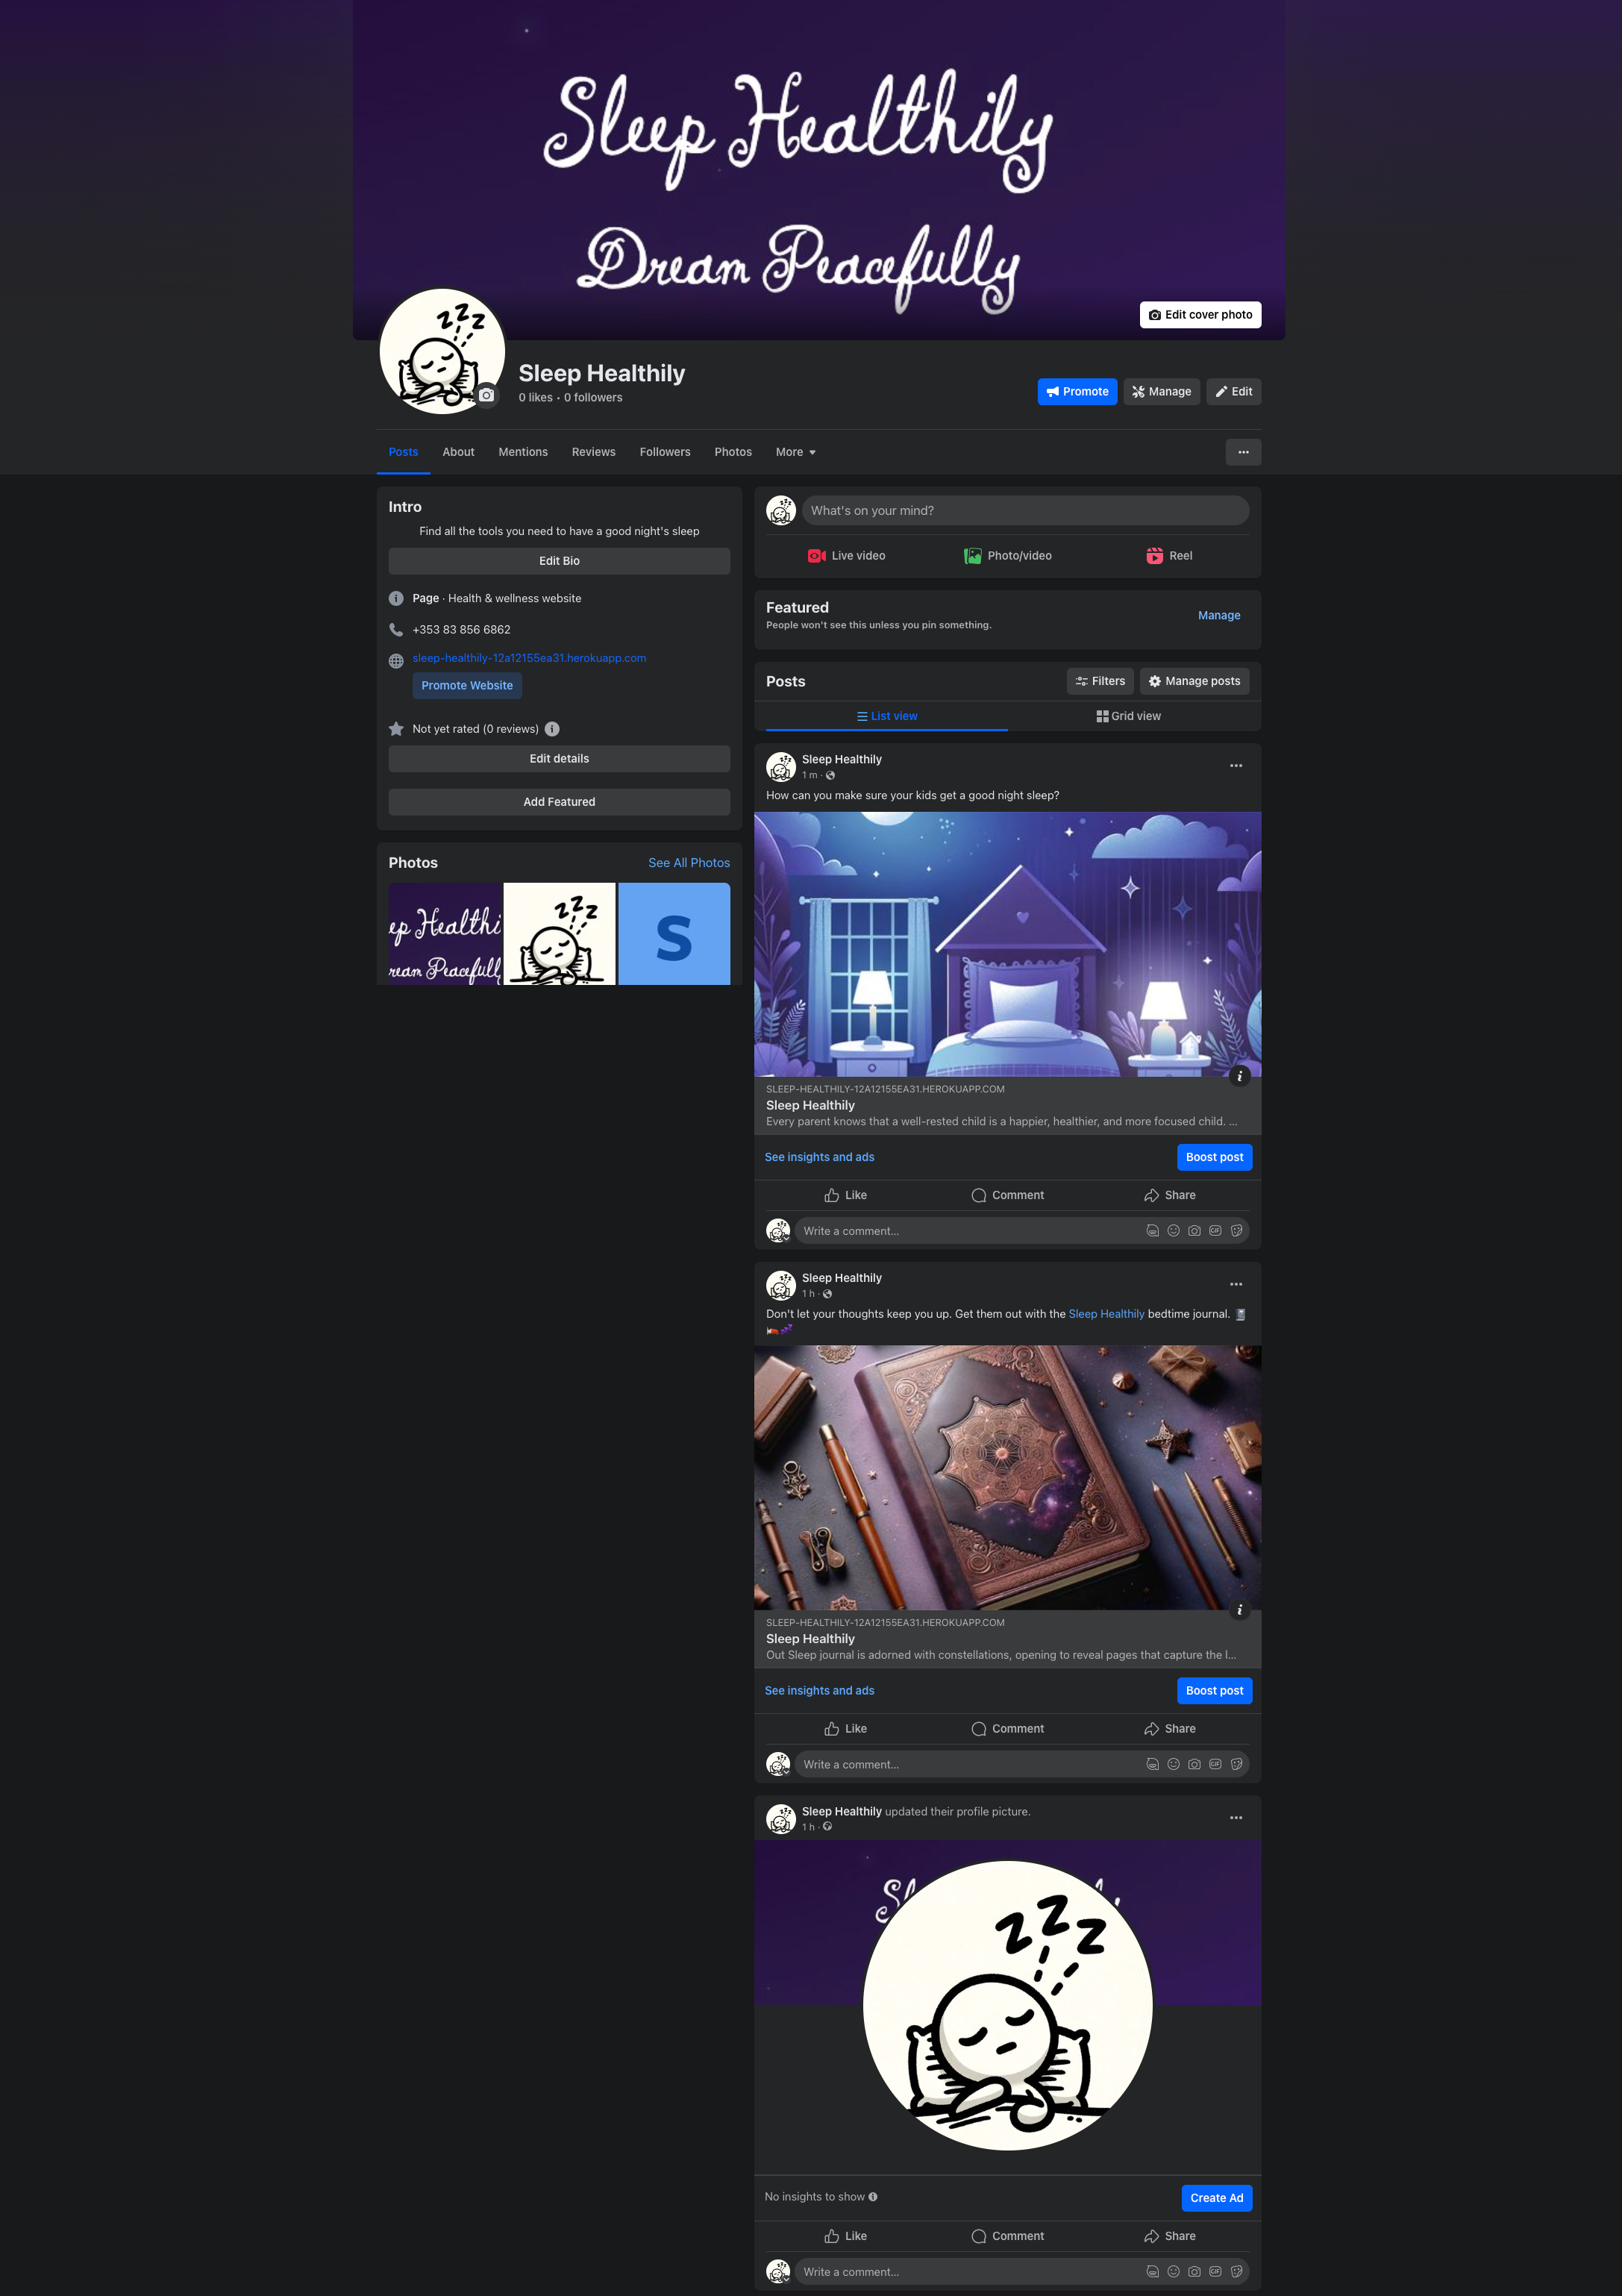 Sleep Healthily
Dream Peacefully
Edit cover photo
zzz
Sleep Healthily
0 likes • 0 followers
Promote
Manage
Edit
Posts
About
Mentions
Reviews
Followers
Photos
More
Intro
Find all the tools you need to have a good night's sleep
Edit Bio
Page · Health & wellness website
+353 83 856 6862
sleep-healthily-12a12155ea31.herokuapp.com
Promote Website
Not yet rated (0 reviews)
Edit details
Add Featured
Photos
See All Photos
ep Healthi
ream Peacefull
zzz
S
What's on your mind?
Live video
Photo/video
Reel
Featured
People won't see this unless you pin something.
Manage
Posts
Filters
Manage posts
List view
Grid view
Sleep Healthily
1 m ·
How can you make sure your kids get a good night sleep?
SLEEP-HEALTHILY-12A12155EA31.HEROKUAPP.COM
Sleep Healthily
Every parent knows that a well-rested child is a happier, healthier, and more focused child. ...
See insights and ads
Boost post
Like
Comment
Share
Write a comment...
GIF
Sleep Healthily
1 h ·
Don't let your thoughts keep you up. Get them out with the Sleep Healthily bedtime journal. 📓
🛌💤
SLEEP-HEALTHILY-12A12155EA31.HEROKUAPP.COM
Sleep Healthily
Out Sleep journal is adorned with constellations, opening to reveal pages that capture the l...
See insights and ads
Boost post
Like
Comment
Share
Write a comment...
GIF
Sleep Healthily updated their profile picture.
1 h ·
Sl
y
zzz
No insights to show
Create Ad
Like
Comment
Share
Write a comment...
GIF